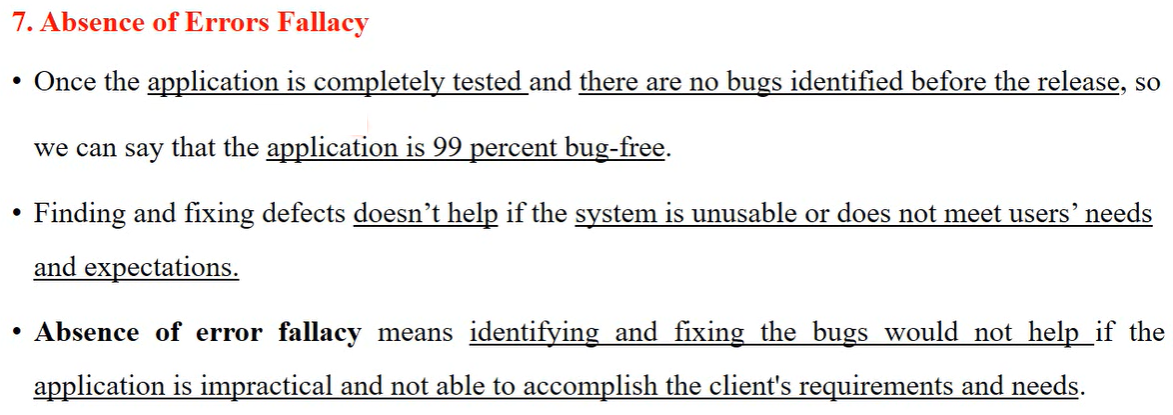 7. Absence of Errors Fallacy
• Once the application is completely tested and there are no bugs identified before the release, so
we can say that the application is 99 percent bug-free.
• Finding and fixing defects doesn’t help if the system is unusable or does not meet users’ needs
and expectations.
• Absence of error fallacy means identifying and fixing the bugs would not help if the
application is impractical and not able to accomplish the client's requirements and needs.